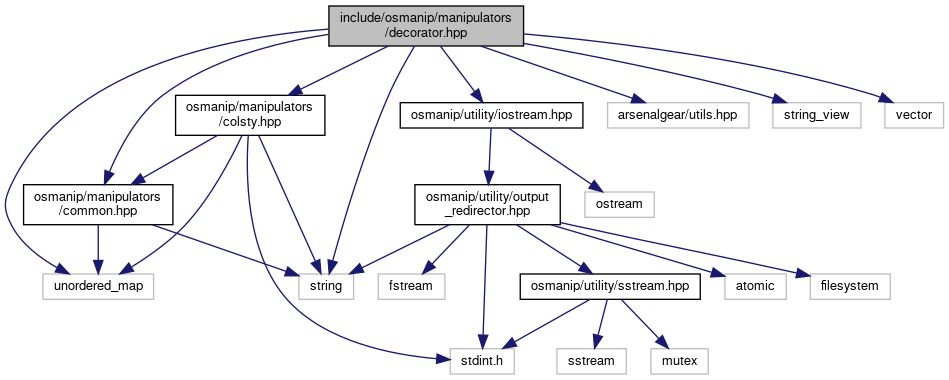 include/osmanip/manipulators
/decorator.hpp
osmanip/manipulators
/colsty.hpp
osmanip/utility/iostream.hpp
arsenalgear/utils.hpp
string_view
vector
osmanip/manipulators
/common.hpp
osmanip/utility/output
_redirector.hpp
ostream
unordered_map
string
fstream
osmanip/utility/sstream.hpp
atomic
filesystem
stdint.h
sstream
mutex